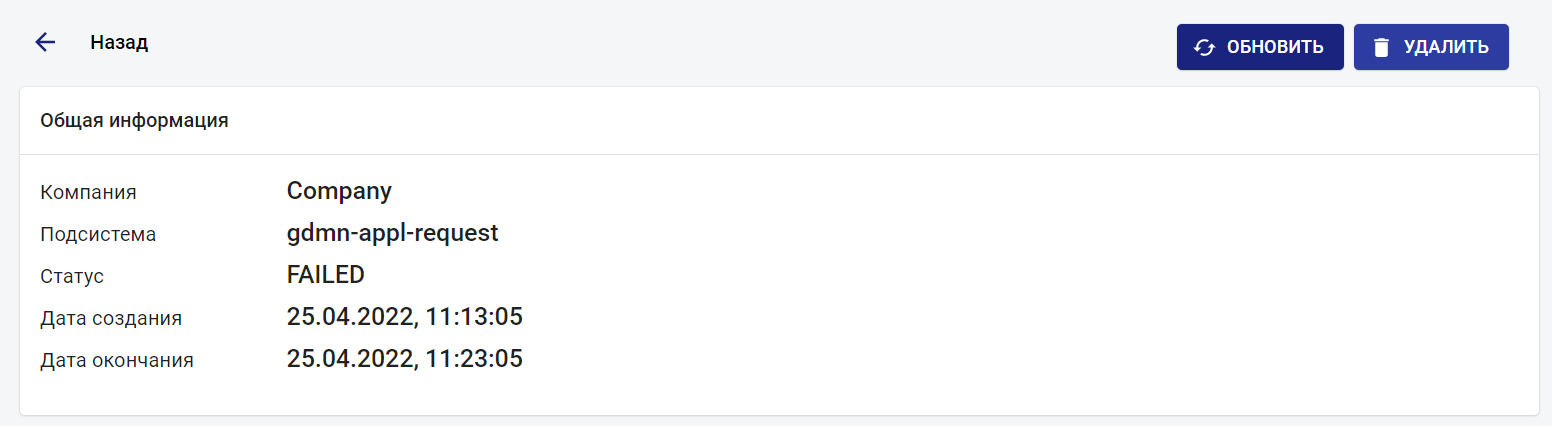 Назад
ОБНОВИТЬ
УДАЛИТЬ
Общая информация
Компания Company
Подсистема gdmn-appl-request
Статус FAILED
Дата создания 25.04.2022, 11:13:05
Дата окончания 25.04.2022, 11:23:05